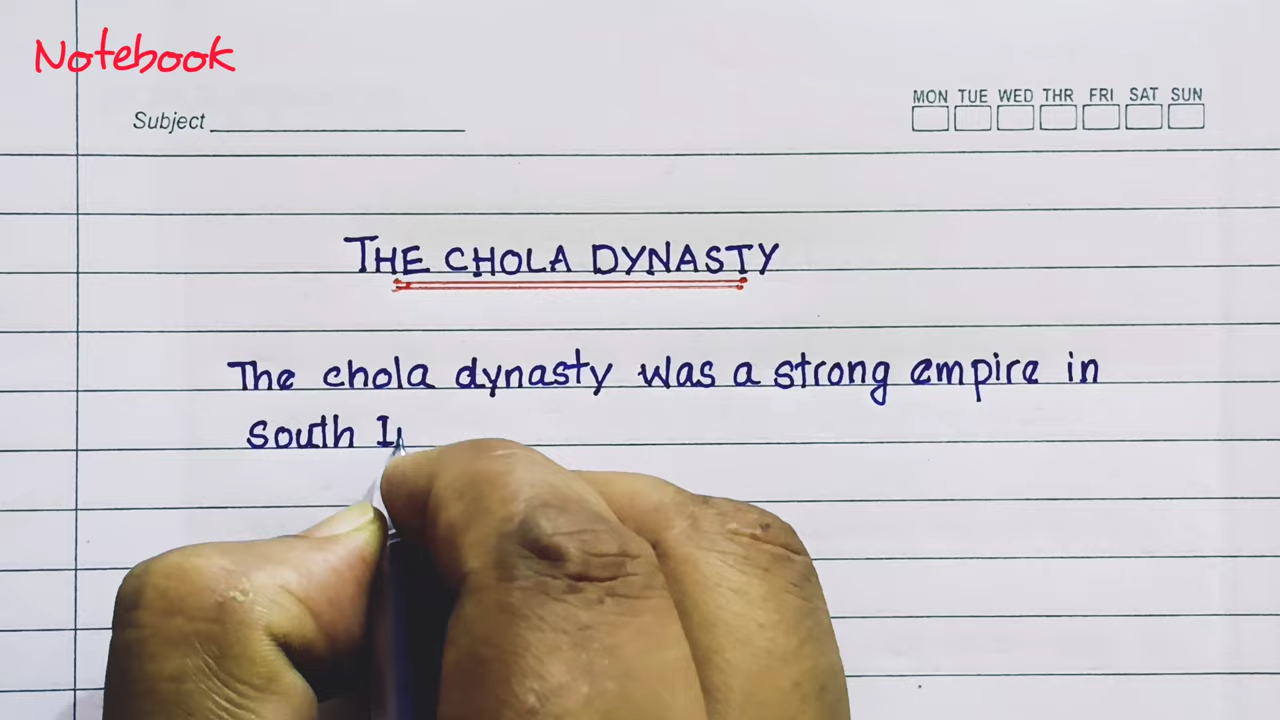 Notebook
Subject
MON TUE WED THR FRI SAT SUN
THE CHOLA DYNASTY
The chola dynasty was a strong empire in
south